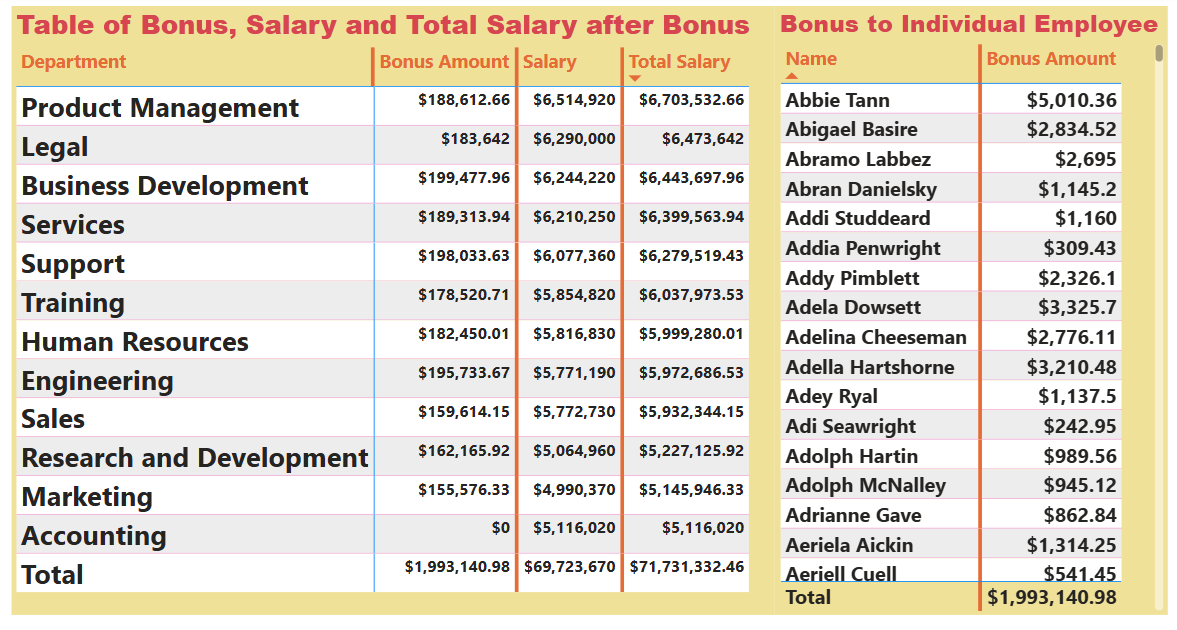 Table of Bonus, Salary and Total Salary after Bonus
Department Bonus Amount Salary Total Salary
Product Management $188,612.66 $6,514,920 $6,703,532.66
Legal $183,642 $6,290,000 $6,473,642
Business Development $199,477.96 $6,244,220 $6,443,697.96
Services $189,313.94 $6,210,250 $6,399,563.94
Support $198,033.63 $6,077,360 $6,279,519.43
Training $178,520.71 $5,854,820 $6,037,973.53
Human Resources $182,450.01 $5,816,830 $5,999,280.01
Engineering $195,733.67 $5,771,190 $5,972,686.53
Sales $159,614.15 $5,772,730 $5,932,344.15
Research and Development $162,165.92 $5,064,960 $5,227,125.92
Marketing $155,576.33 $4,990,370 $5,145,946.33
Accounting $0 $5,116,020 $5,116,020
Total $1,993,140.98 $69,723,670 $71,731,332.46
Bonus to Individual Employee
Name Bonus Amount
Abbie Tann $5,010.36
Abigael Basire $2,834.52
Abramo Labbez $2,695
Abran Danielsky $1,145.2
Addi Studdeard $1,160
Addia Penwright $309.43
Addy Pimblett $2,326.1
Adela Dowsett $3,325.7
Adelina Cheeseman $2,776.11
Adella Hartshorne $3,210.48
Adey Ryal $1,137.5
Adi Seawright $242.95
Adolph Hartin $989.56
Adolph McNalley $945.12
Adrianne Gave $862.84
Aeriela Aickin $1,314.25
Aeriell Cuell $541.45
Total $1,993,140.98